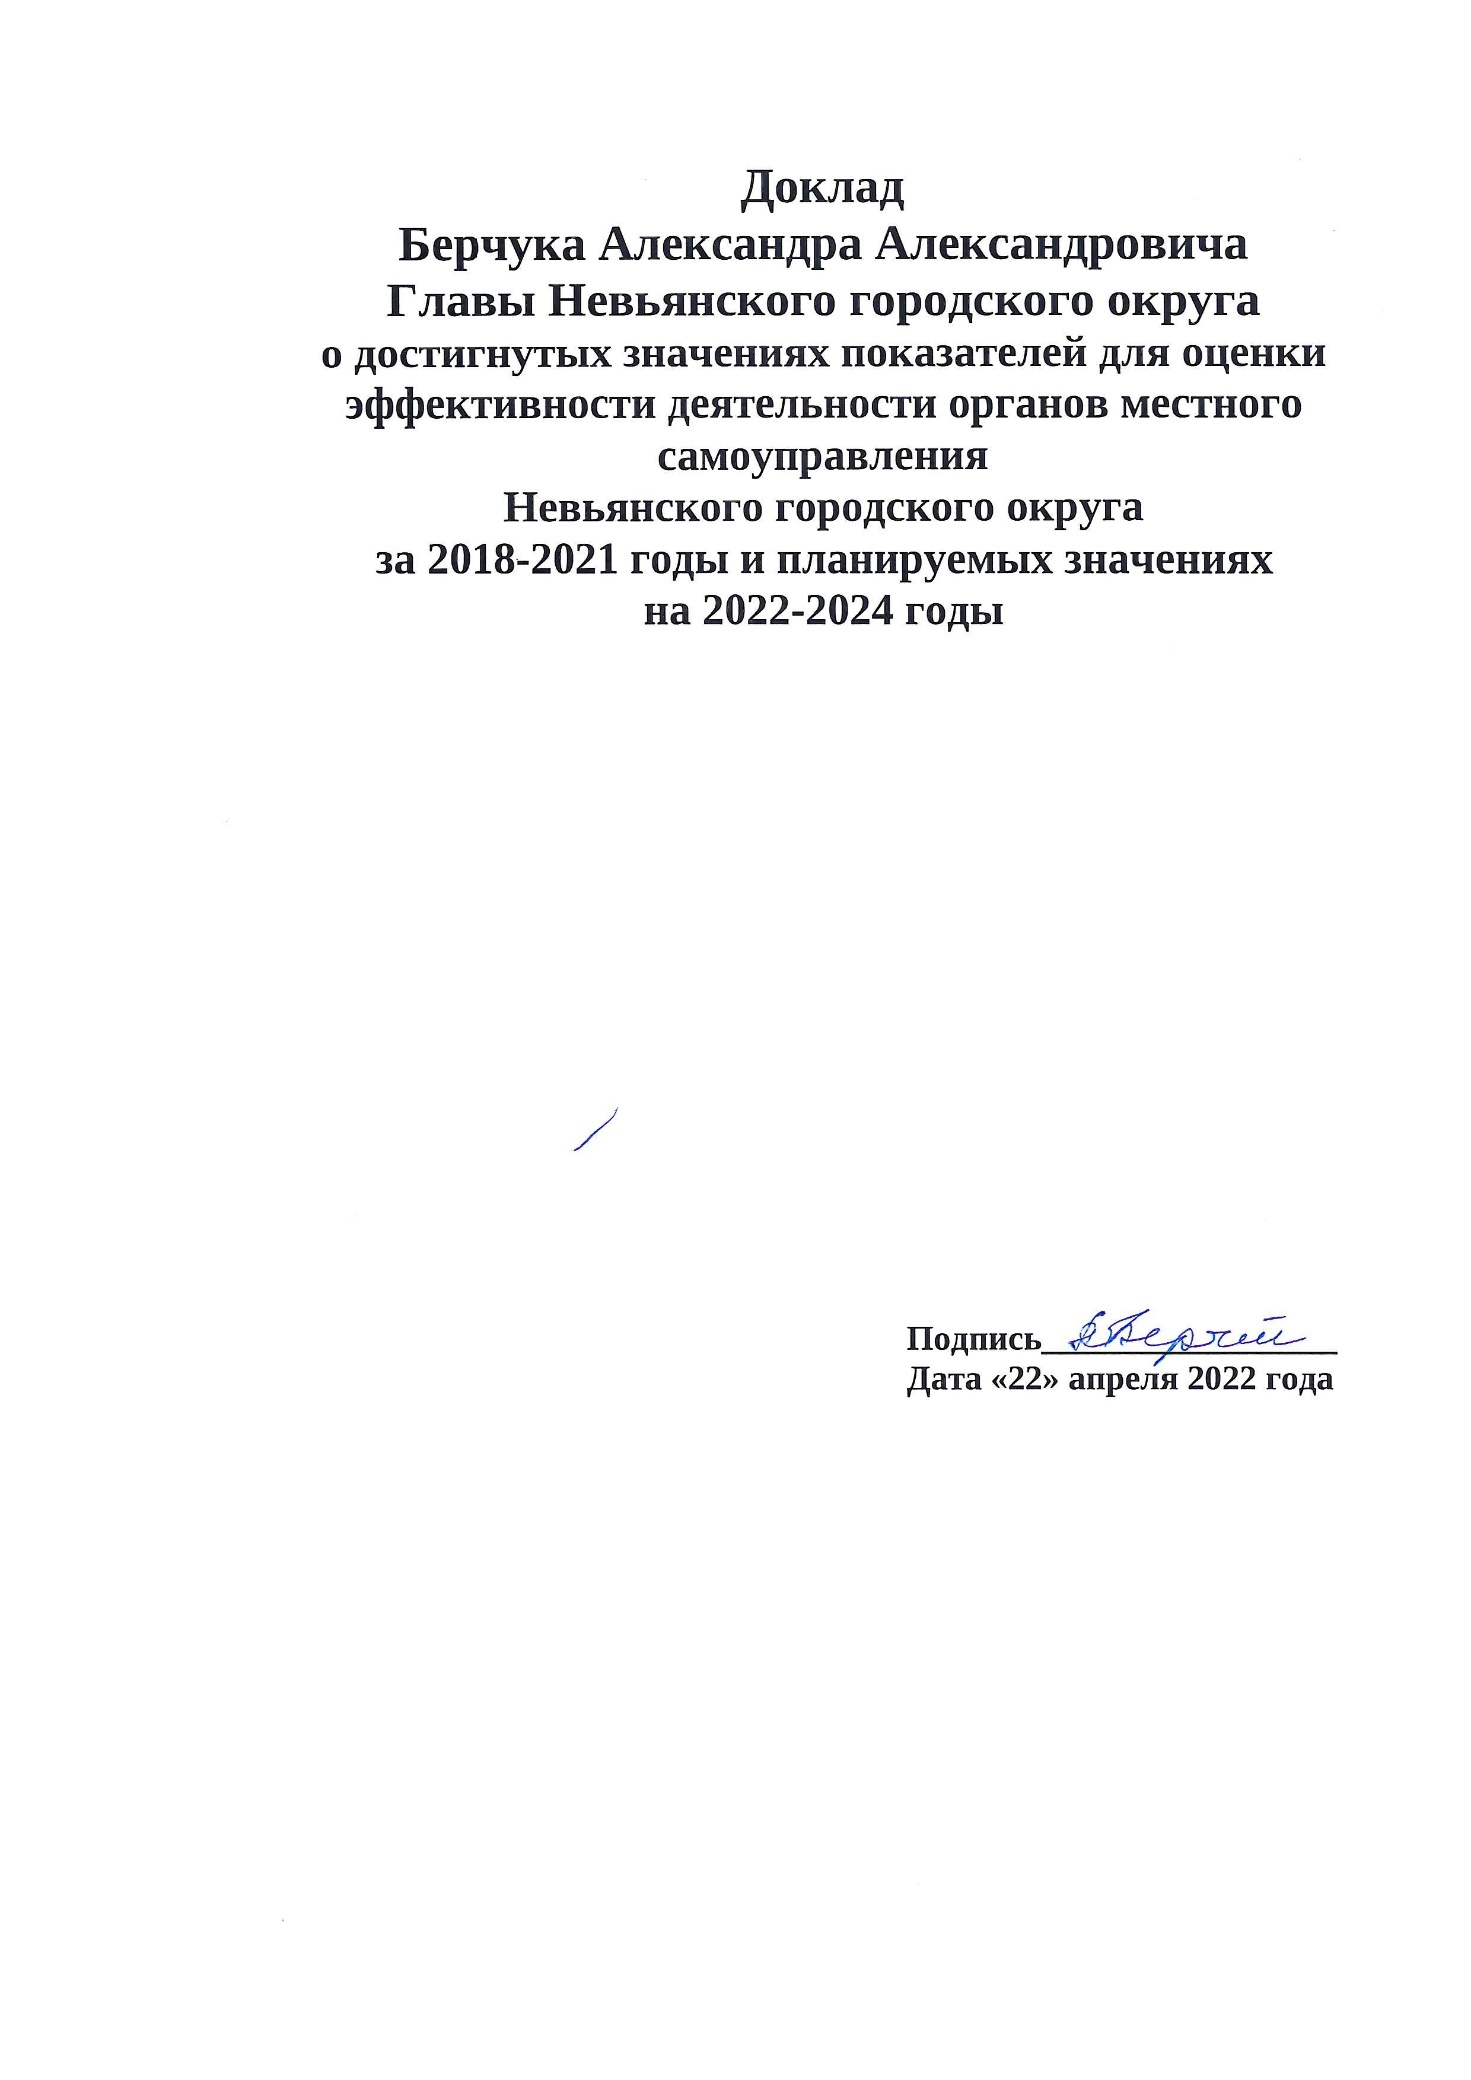 Доклад
Берчука Александра Александровича
Главы Невьянского городского округа
о достигнутых значениях показателей для оценки
эффективности деятельности органов местного
самоуправления
Невьянского городского округа
за 2018-2021 годы и планируемых значениях
на 2022-2024 годы
Подпись
Дата «22» апреля 2022 года